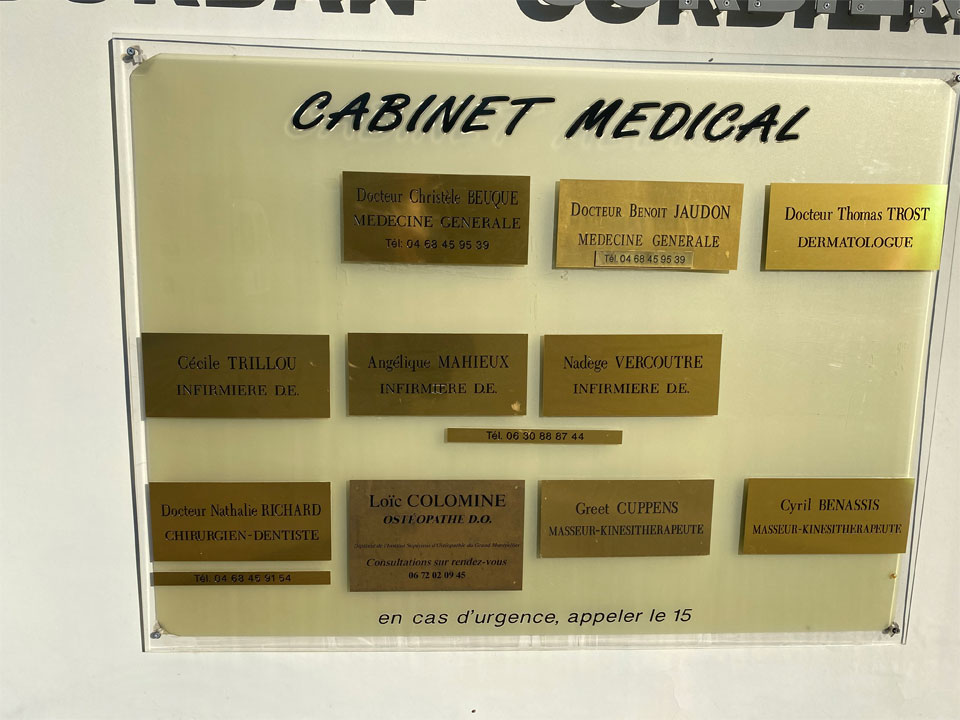 CABINET MEDICAL
Docteur Christèle BEUQUE
MEDECINE GENERALE
Tél: 04 68 45 95 39
DOCTEUR BENOIT JAUDON
MEDECINE GENERALE
Tél. 04 68 45 95 39
Docteur Thomas TROST
DERMATOLOGUE
Cécile TRILLOU
INFIRMIERE D.E.
Angélique MAHIEUX
INFIRMIERE D.E.
Nadège VERCOUTRE
INFIRMIERE D.E.
Tél. 06 30 88 87 44
Docteur Nathalie RICHARD
CHIRURGIEN-DENTISTE
Tél. 04 68 45 91 54
Loïc COLOMINE
OSTÉOPATHE D.O.
Consultations sur rendez-vous
06 72 02 09 45
Greet CUPPENS
MASSEUR-KINESITHERAPEUTE
Cyril BENASSIS
MASSEUR-KINESITHERAPEUTE
en cas d'urgence, appeler le 15